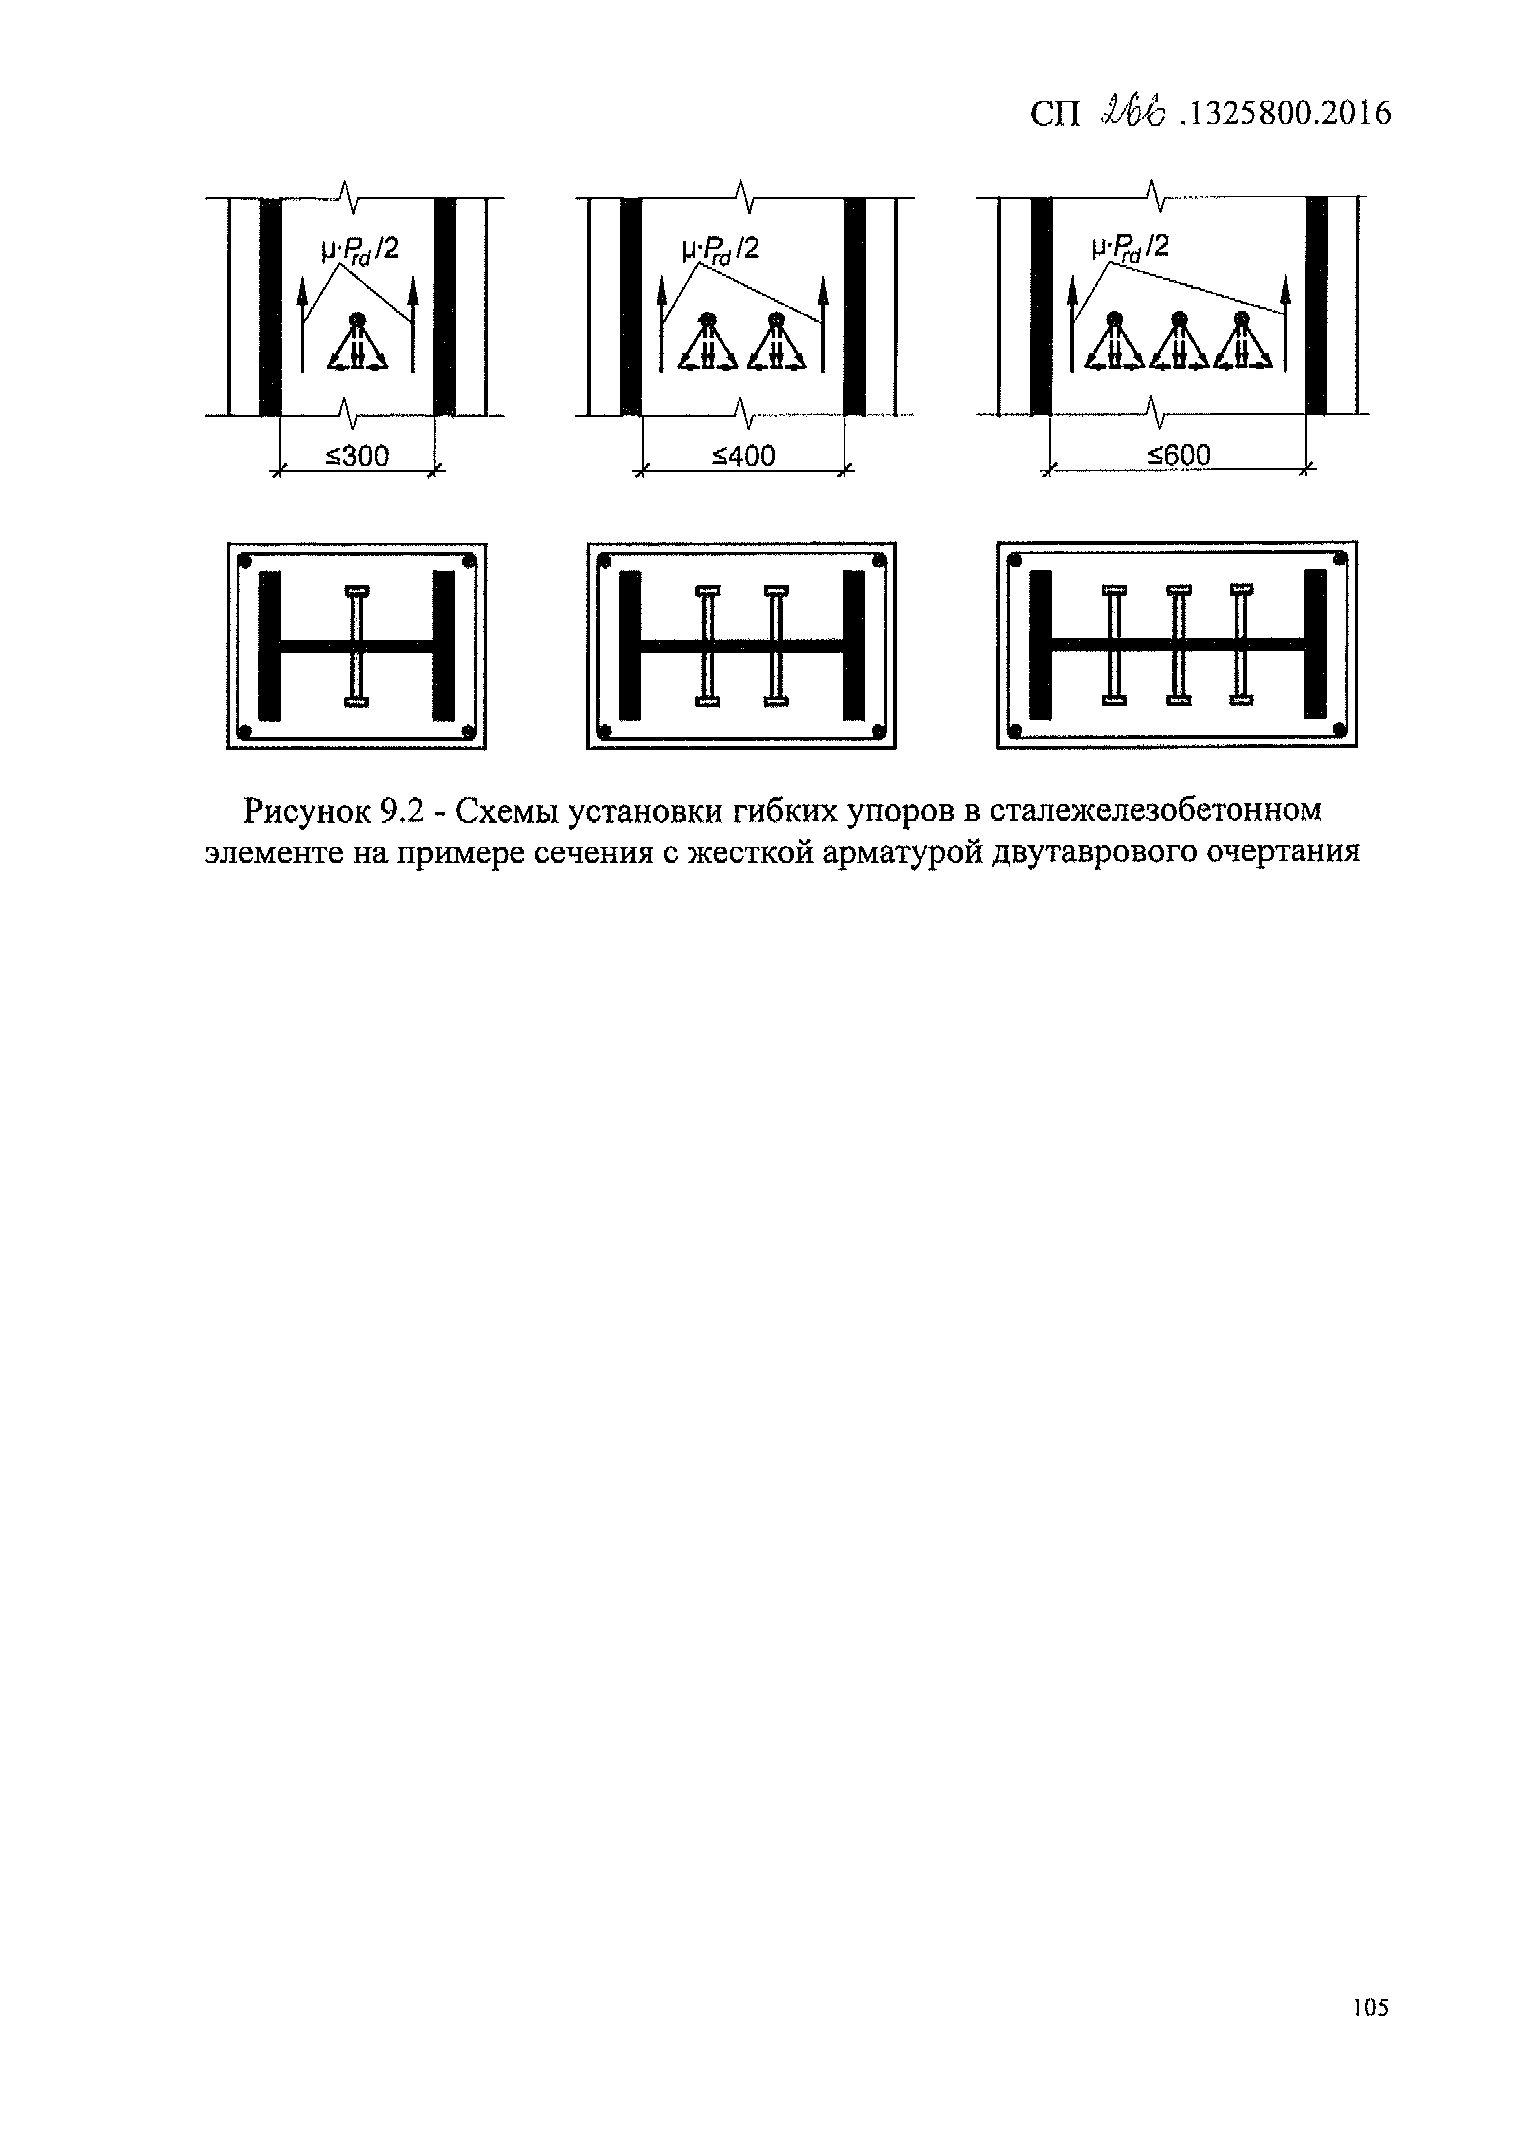 СП 266 .1325800.2016
μ·Prd/2
μ·Prd/2
μ·Prd/2
≤300
≤400
≤600
Рисунок 9.2 - Схемы установки гибких упоров в сталежелезобетонном
элементе на примере сечения с жесткой арматурой двутаврового очертания
105